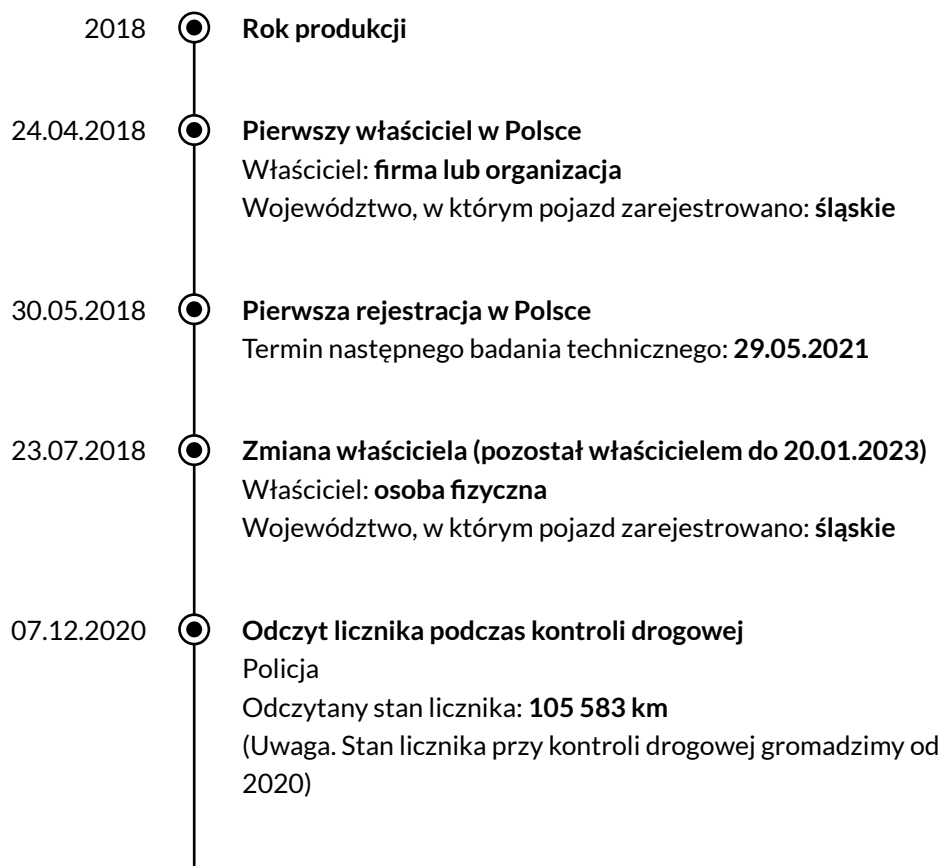 2018 Rok produkcji
24.04.2018 Pierwszy właściciel w Polsce
Właściciel: firma lub organizacja
Województwo, w którym pojazd zarejestrowano: śląskie
30.05.2018 Pierwsza rejestracja w Polsce
Termin następnego badania technicznego: 29.05.2021
23.07.2018 Zmiana właściciela (pozostał właścicielem do 20.01.2023)
Właściciel: osoba fizyczna
Województwo, w którym pojazd zarejestrowano: śląskie
07.12.2020 Odczyt licznika podczas kontroli drogowej
Policja
Odczytany stan licznika: 105 583 km
(Uwaga. Stan licznika przy kontroli drogowej gromadzimy od
2020)